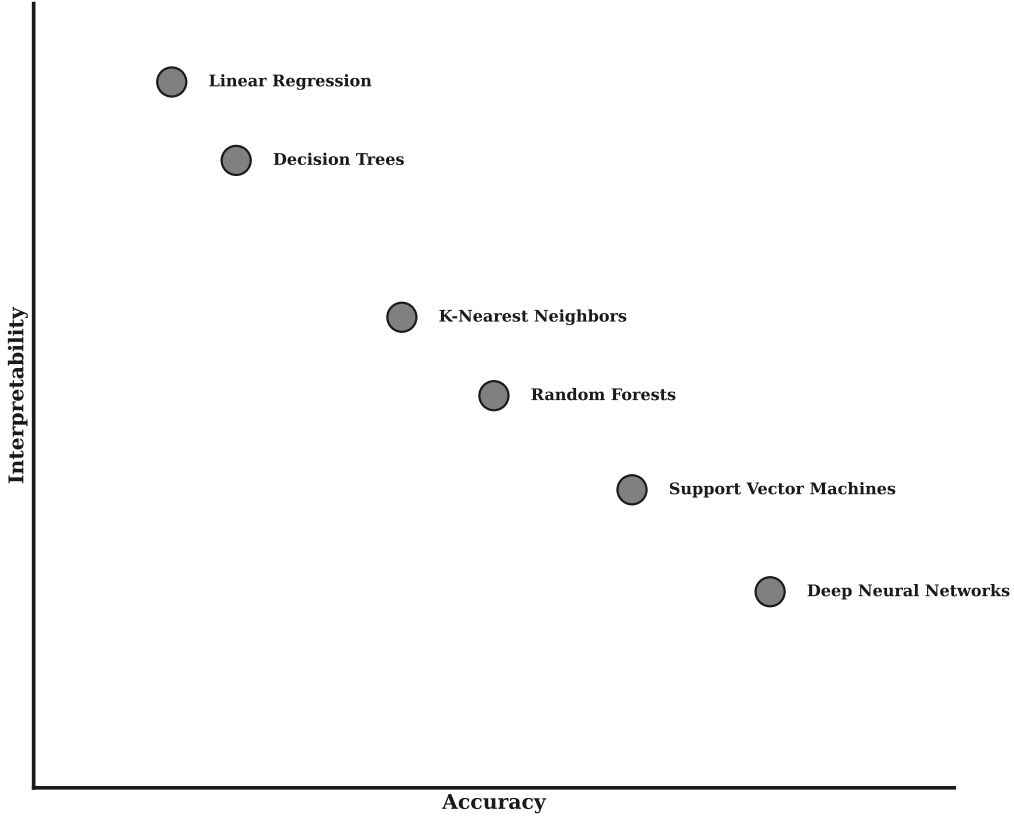 Linear Regression
Decision Trees
K-Nearest Neighbors
Random Forests
Support Vector Machines
Deep Neural Networks
Interpretability
Accuracy